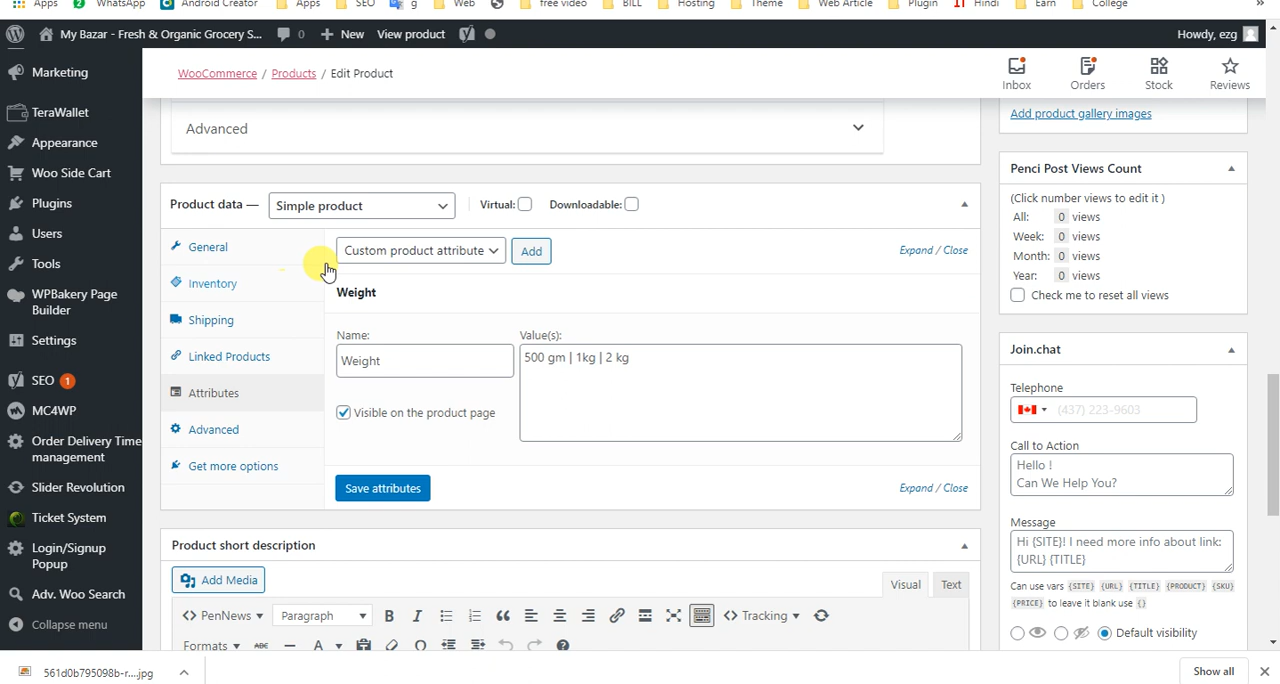 Apps WhatsApp Android Creator Apps SEO g Web free video BILL Hosting Theme Web Article Plugin Hindi Earn College »
My Bazar - Fresh & Organic Grocery S... 0 New View product Howdy, ezg
Marketing
TeraWallet
Appearance
Woo Side Cart
Plugins
Users
Tools
WPBakery Page
Builder
Settings
SEO 1
MC4WP
Order Delivery Time
management
Slider Revolution
Ticket System
Login/Signup
Popup
Adv. Woo Search
Collapse menu
WooCommerce / Products / Edit Product
Inbox Orders Stock Reviews
Advanced
Product data — Simple product Virtual: Downloadable:
General
Inventory
Shipping
Linked Products
Attributes
Advanced
Get more options
Custom product attribute Add Expand / Close
Weight
Name: Value(s):
Weight 500 gm | 1kg | 2 kg
Visible on the product page
Save attributes Expand / Close
Product short description
Add Media Visual Text
<> PenNews Paragraph B I <> Tracking
Formats ABC A Ω
Add product gallery images
Penci Post Views Count
(Click number views to edit it )
All: 0 views
Week: 0 views
Month: 0 views
Year: 0 views
Check me to reset all views
Join.chat
Telephone
(437) 223-9603
Call to Action
Hello !
Can We Help You?
Message
Hi {SITE}! I need more info about link:
{URL} {TITLE}
Can use vars {SITE} {URL} {TITLE} {PRODUCT} {SKU}
{PRICE} to leave it blank use {}
Default visibility
561d0b795098b-r....jpg Show all